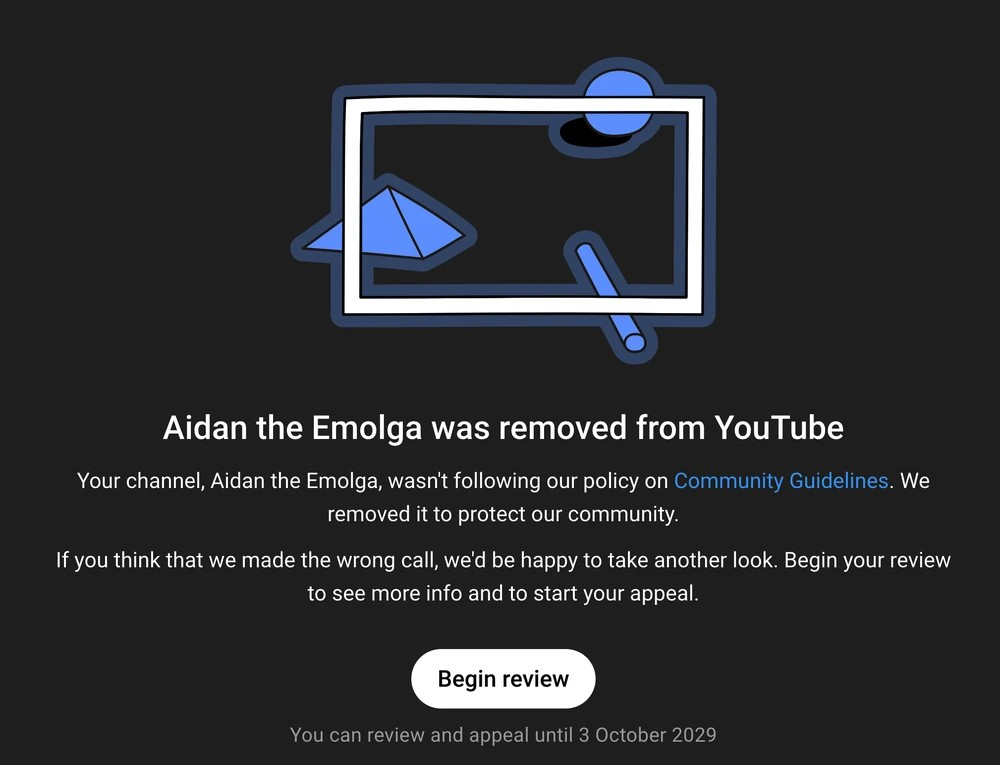 Aidan the Emolga was removed from YouTube
Your channel, Aidan the Emolga, wasn't following our policy on Community Guidelines. We
removed it to protect our community.
If you think that we made the wrong call, we'd be happy to take another look. Begin your review
to see more info and to start your appeal.
Begin review
You can review and appeal until 3 October 2029